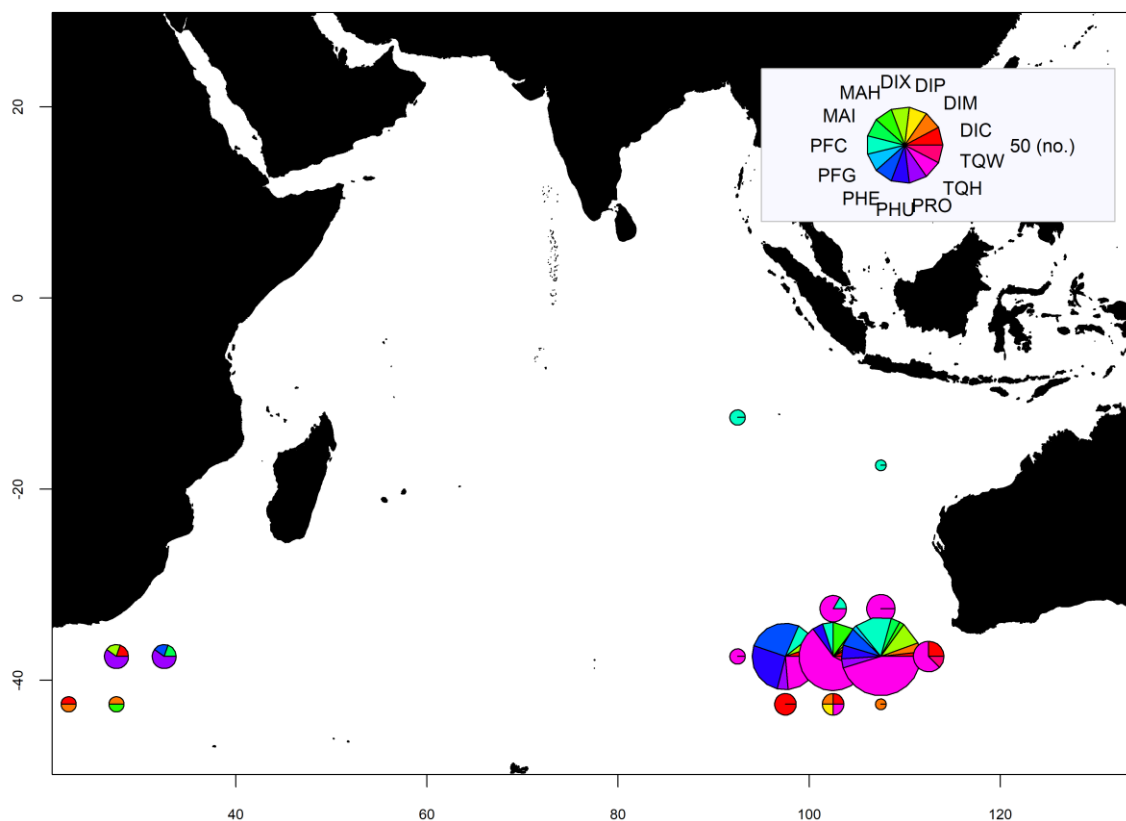 DIX
DIP
MAH
DIM
MAI
DIC
PFC
50 (no.)
TQW
PFG
TQH
PHE
PRO
PHU
20
0
−20
−40
40
60
80
100
120